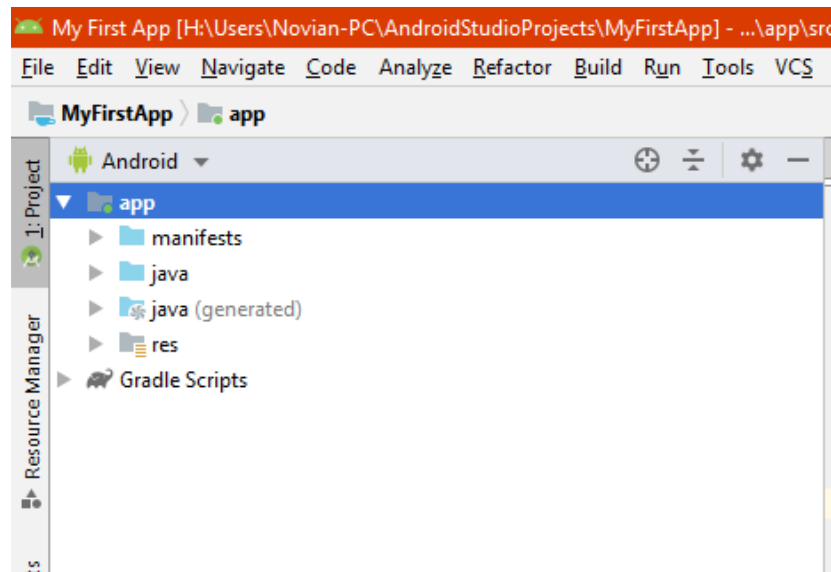 My First App [H:\Users\Novian-PC\AndroidStudioProjects\MyFirstApp] - ...\app\src
File Edit View Navigate Code Analyze Refactor Build Run Tools VCS
MyFirstApp app
1: Project
Android
app
manifests
java
java (generated)
res
Gradle Scripts
Resource Manager